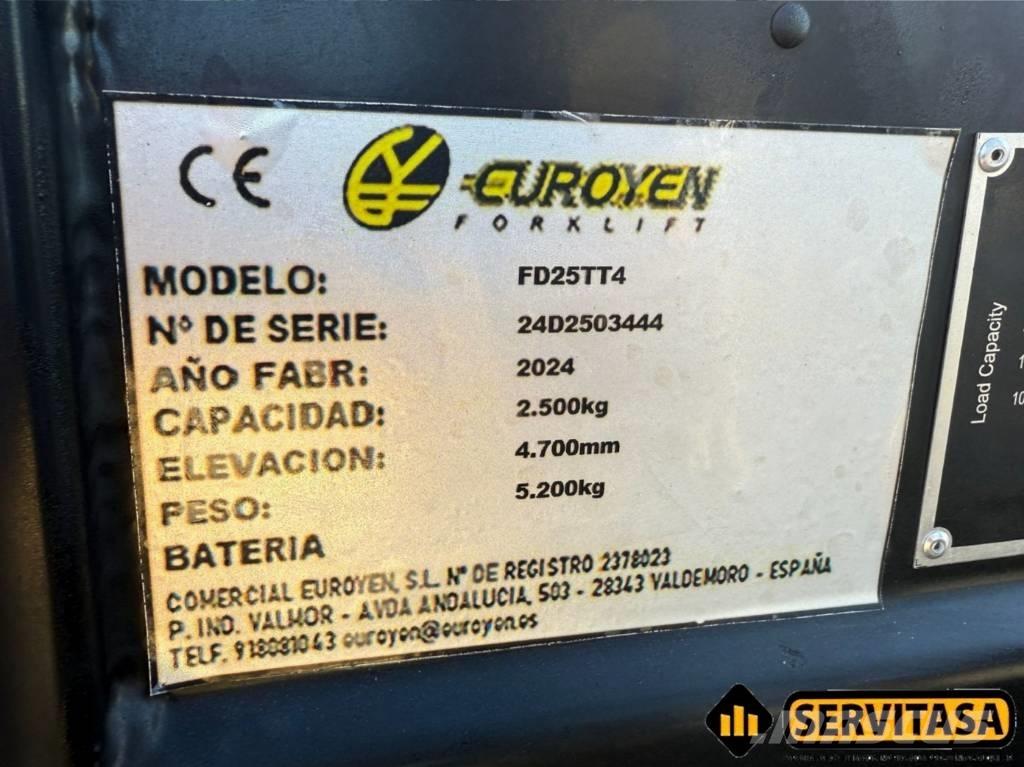 CE
EUROYEN
FORKLIFT
MODELO: FD25TT4
Nº DE SERIE: 24D2503444
AÑO FABR: 2024
CAPACIDAD: 2.500kg
ELEVACION: 4.700mm
PESO: 5.200kg
BATERIA
COMERCIAL EUROYEN, S.L. Nº DE REGISTRO 2378023
P. IND. VALMOR - AVDA ANDALUCIA, 503 - 28343 VALDEMORO - ESPAÑA
TELF. 918081043 euroyen@euroyen.es
Load Capacity
SERVITASA